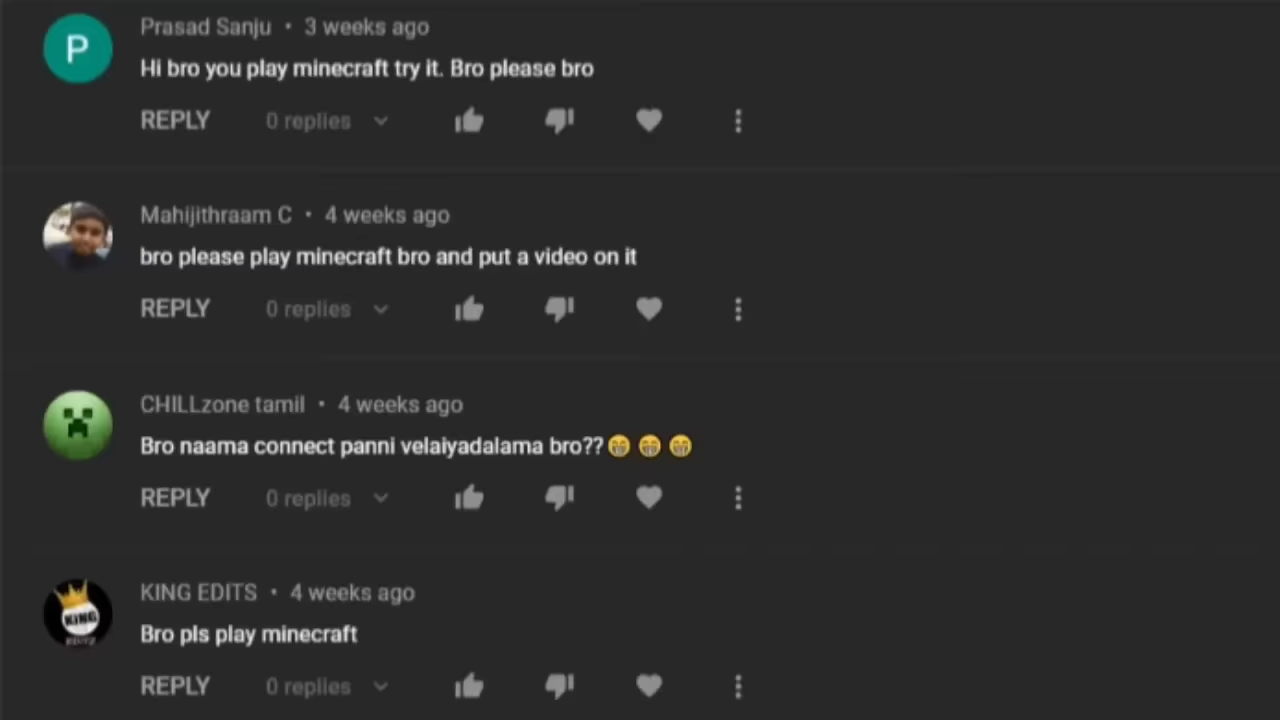 P
Prasad Sanju • 3 weeks ago
Hi bro you play minecraft try it. Bro please bro
REPLY 0 replies
Mahijithraam C • 4 weeks ago
bro please play minecraft bro and put a video on it
REPLY 0 replies
CHILLzone tamil • 4 weeks ago
Bro naama connect panni velaiyadalama bro??😁😁😁
REPLY 0 replies
KING EDITS • 4 weeks ago
KING
Bro pls play minecraft
REPLY 0 replies